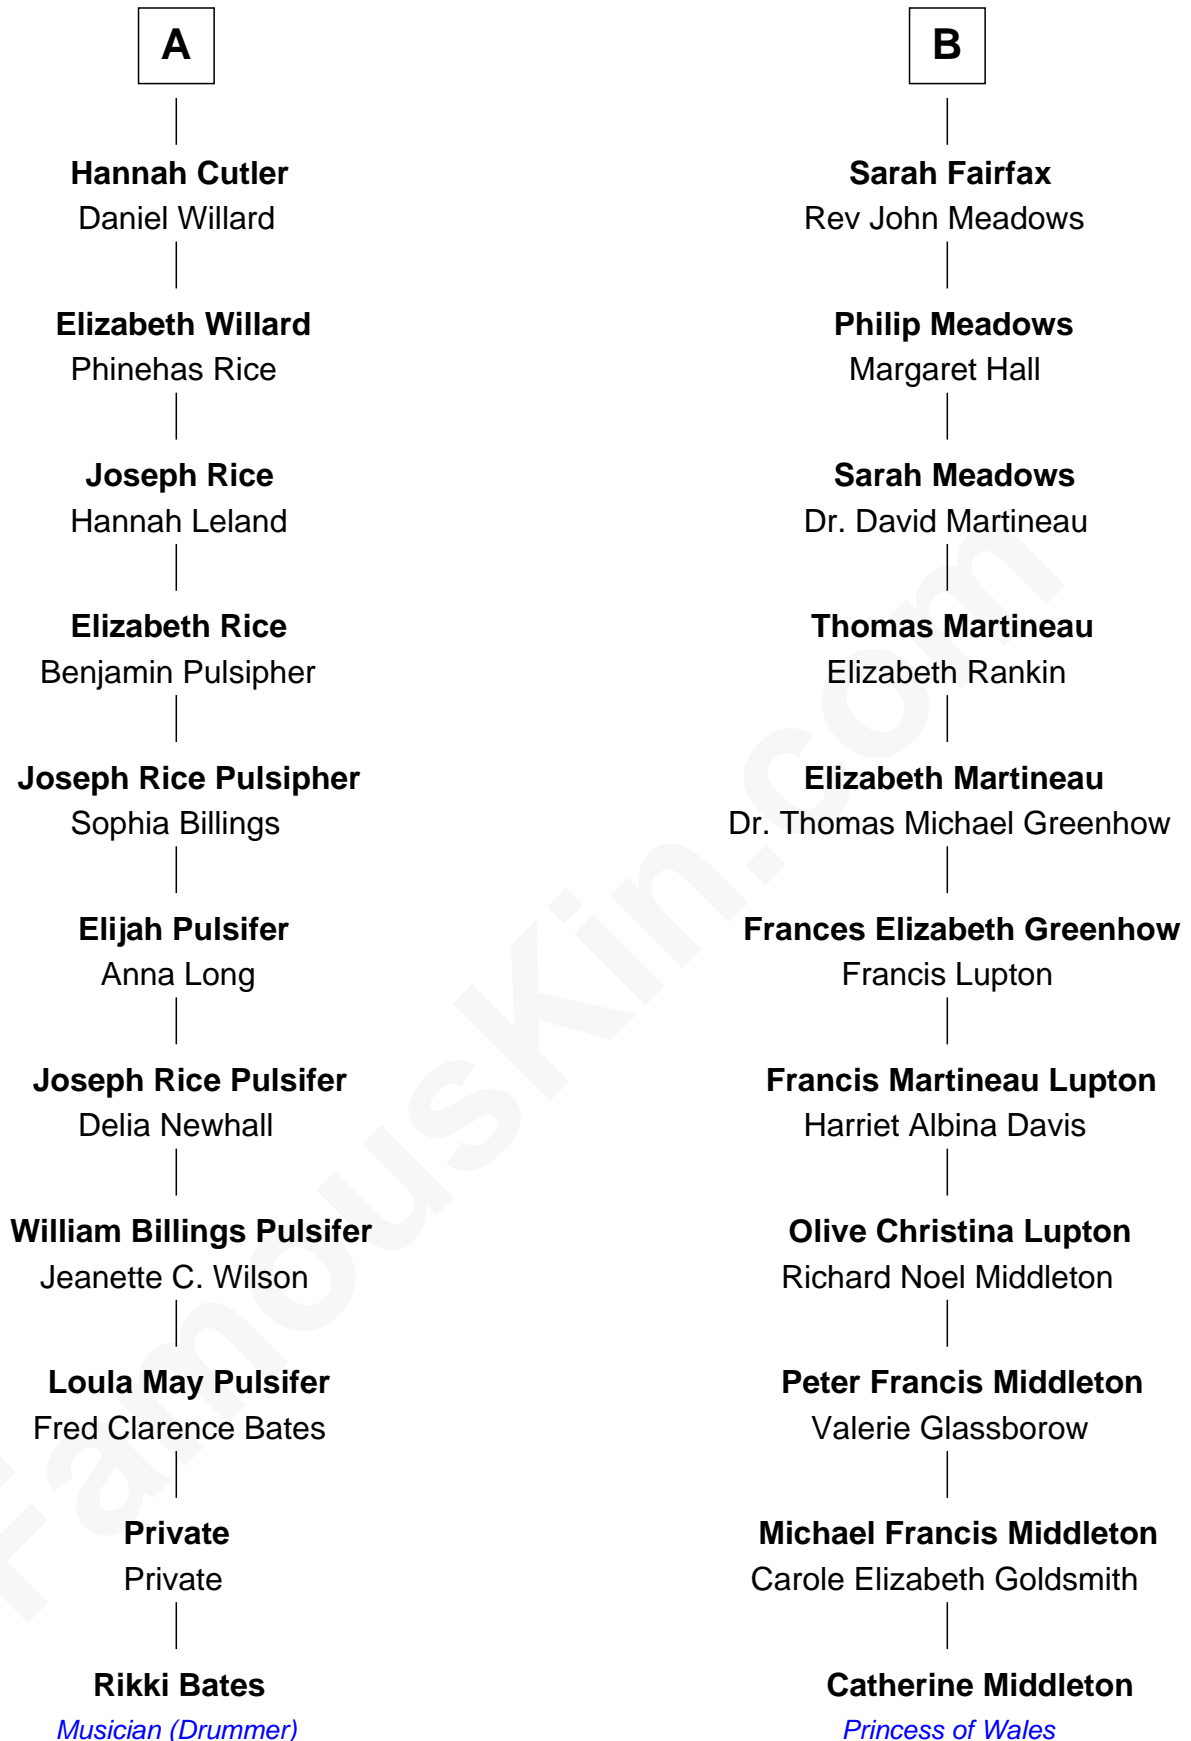 A
Hannah Cutler
Daniel Willard
Elizabeth Willard
Phinehas Rice
Joseph Rice
Hannah Leland
Elizabeth Rice
Benjamin Pulsipher
Joseph Rice Pulsipher
Sophia Billings
Elijah Pulsifer
Anna Long
Joseph Rice Pulsifer
Delia Newhall
William Billings Pulsifer
Jeanette C. Wilson
Loula May Pulsifer
Fred Clarence Bates
Private
Private
Rikki Bates
Musician (Drummer)
B
Sarah Fairfax
Rev John Meadows
Philip Meadows
Margaret Hall
Sarah Meadows
Dr. David Martineau
Thomas Martineau
Elizabeth Rankin
Elizabeth Martineau
Dr. Thomas Michael Greenhow
Frances Elizabeth Greenhow
Francis Lupton
Francis Martineau Lupton
Harriet Albina Davis
Olive Christina Lupton
Richard Noel Middleton
Peter Francis Middleton
Valerie Glassborow
Michael Francis Middleton
Carole Elizabeth Goldsmith
Catherine Middleton
Princess of Wales
FamousKin.com